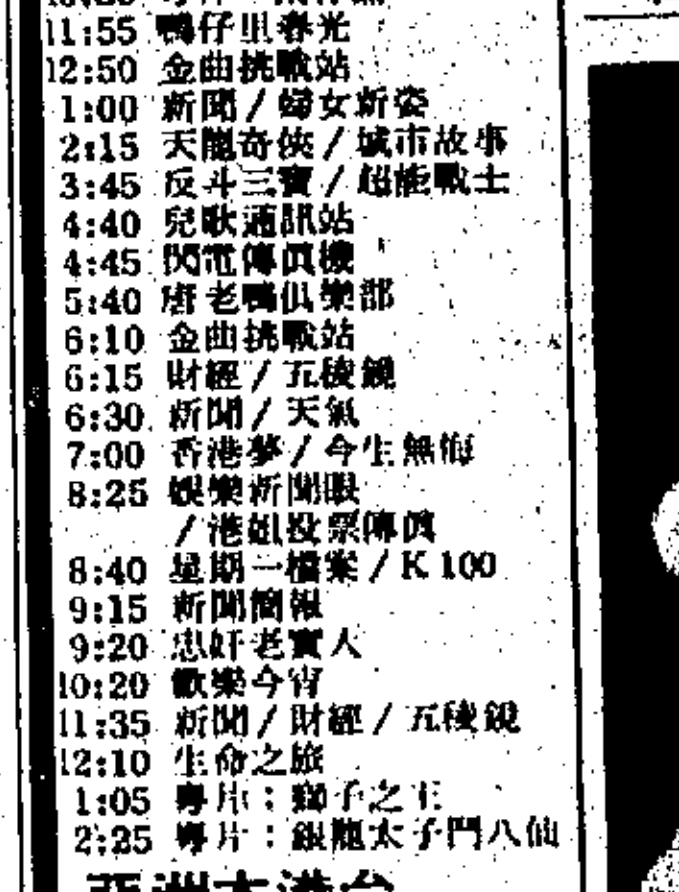 11:55 鴨仔里春光
12:50 金曲挑戰站
1:00 新聞/婦女新姿
2:15 天龍奇俠/城市故事
3:45 反斗三寶/超能戰士
4:40 兒歌通訊站
4:45 閃電傳真機
5:40 唐老鴨俱樂部
6:10 金曲挑戰站
6:15 財經/五稜鏡
6:30 新聞/天氣
7:00 香港夢/今生無悔
8:25 娛樂新聞眼
/港姐投票傳真
8:40 星期一檔案/K100
9:15 新聞簡報
9:20 忠奸老實人
10:20 歡樂今宵
11:35 新聞/財經/五稜鏡
12:10 生命之旅
1:05 粵片：獅子之王
2:25 粵片：銀龍太子鬥八仙
亞洲本港台